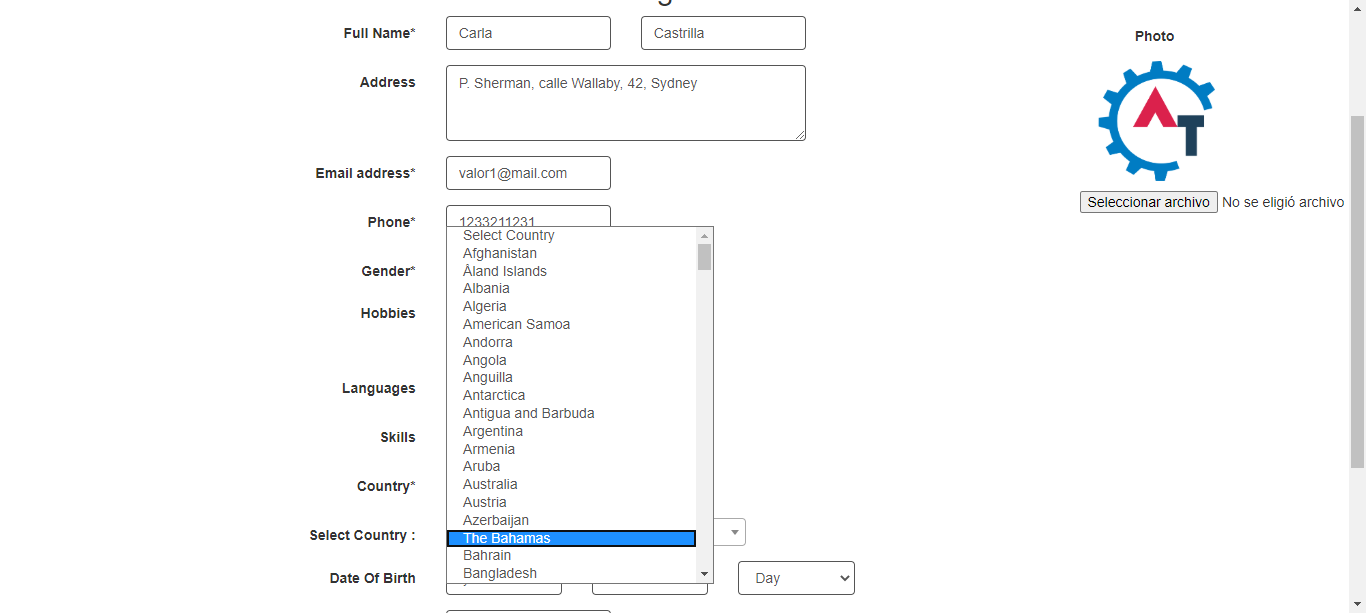 Full Name* Carla Castrilla
Photo
Address P. Sherman, calle Wallaby, 42, Sydney
AT
Email address* valor1@mail.com
Seleccionar archivo No se eligió archivo
Phone* 1233211231
Select Country
Afghanistan
Gender* Åland Islands
Albania
Algeria
Hobbies
American Samoa
Andorra
Angola
Anguilla
Languages
Antarctica
Antigua and Barbuda
Argentina
Skills
Armenia
Aruba
Country* Australia
Austria
Azerbaijan
Select Country :
The Bahamas
Bahrain
Bangladesh
Date Of Birth Day